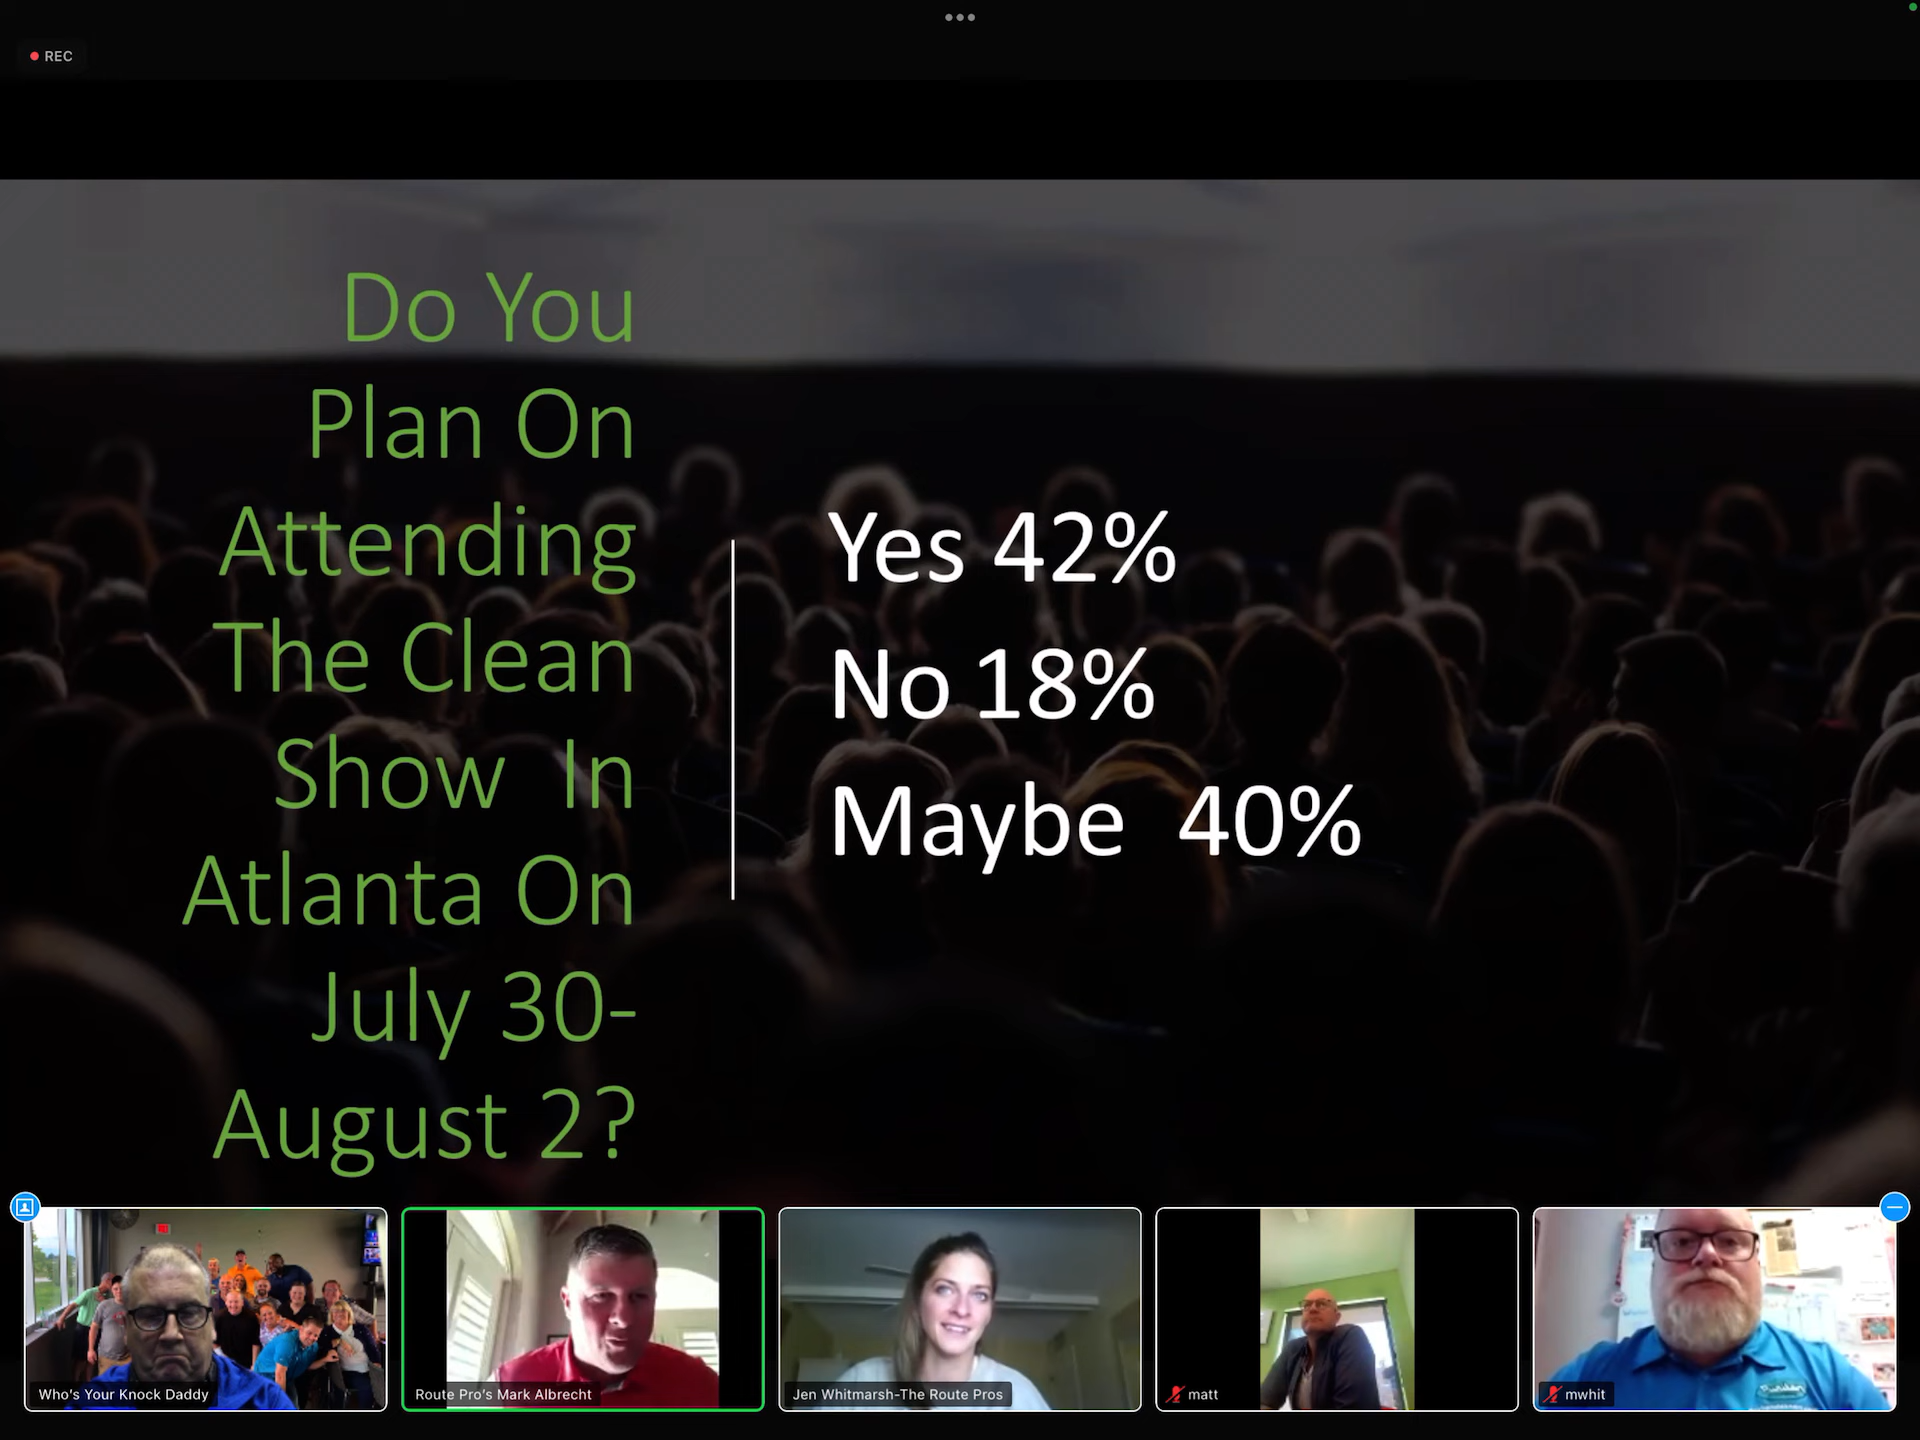 REC
Do You
Plan On
Attending
The Clean
Show  In
Atlanta On
July 30-
August 2?
Yes 42%
No 18%
Maybe  40%
Who's Your Knock Daddy
Route Pro's Mark Albrecht
Jen Whitmarsh-The Route Pros
matt
mwhit